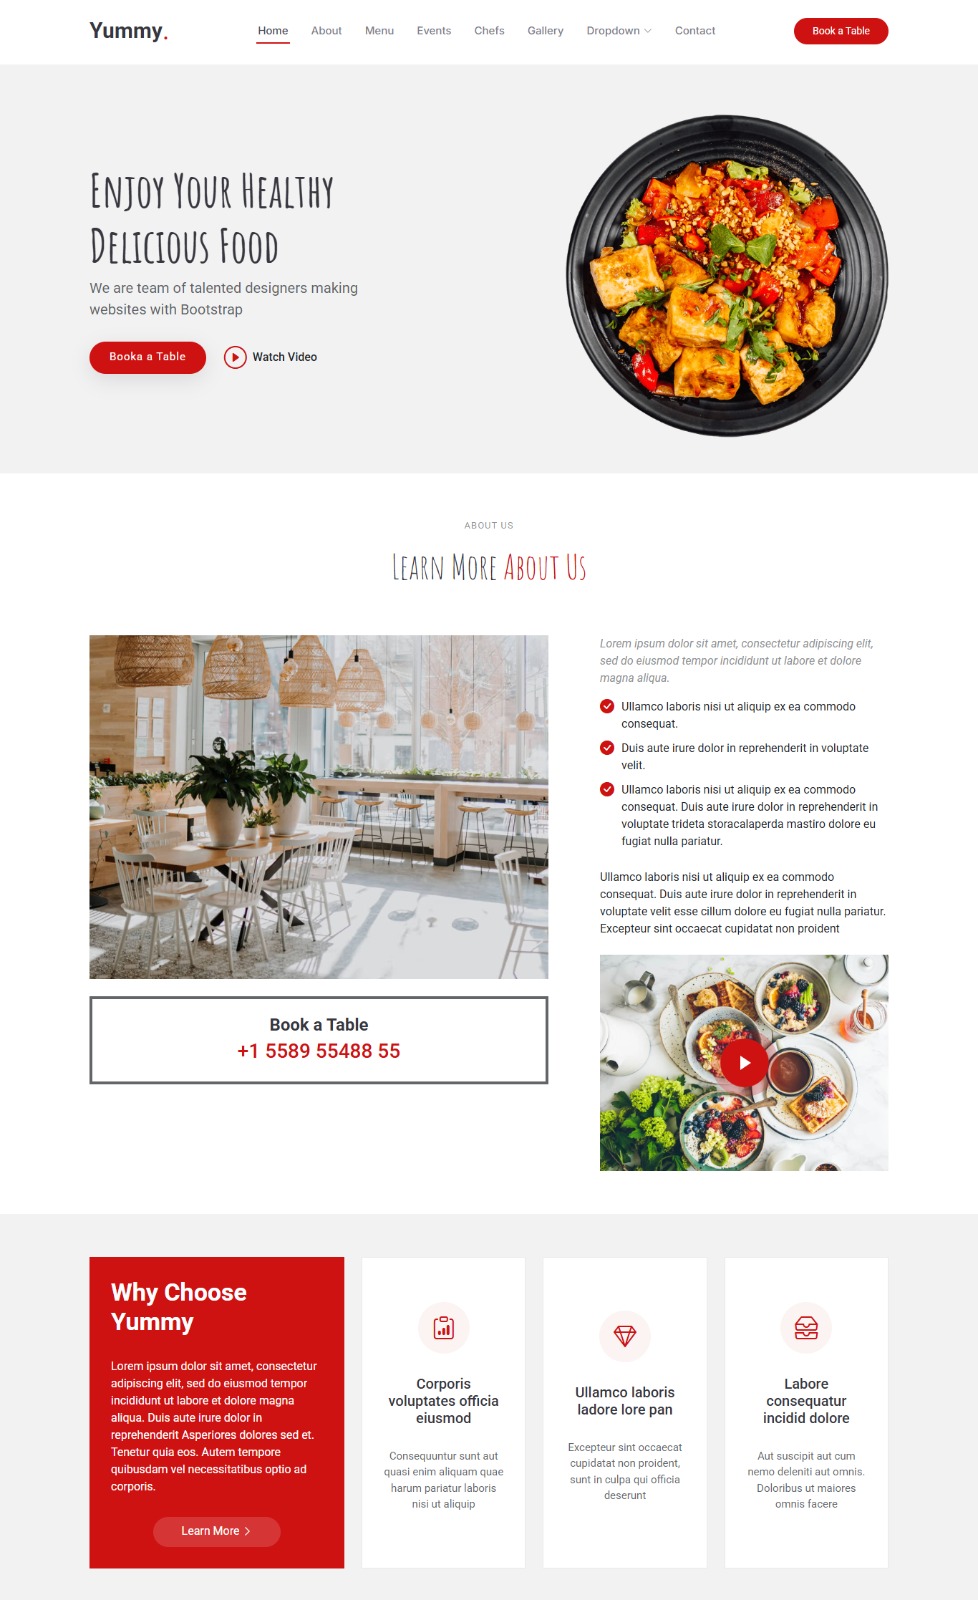 Yummy.
Home About Menu Events Chefs Gallery Dropdown Contact
Book a Table
Enjoy Your Healthy
Delicious Food
We are team of talented designers making
websites with Bootstrap
Booka a Table
Watch Video
ABOUT US
Learn More About Us
Lorem ipsum dolor sit amet, consectetur adipiscing elit,
sed do eiusmod tempor incididunt ut labore et dolore
magna aliqua.
Ullamco laboris nisi ut aliquip ex ea commodo
consequat.
Duis aute irure dolor in reprehenderit in voluptate
velit.
Ullamco laboris nisi ut aliquip ex ea commodo
consequat. Duis aute irure dolor in reprehenderit in
voluptate trideta storacalaperda mastiro dolore eu
fugiat nulla pariatur.
Ullamco laboris nisi ut aliquip ex ea commodo
consequat. Duis aute irure dolor in reprehenderit in
voluptate velit esse cillum dolore eu fugiat nulla pariatur.
Excepteur sint occaecat cupidatat non proident
Book a Table
+1 5589 55488 55
Why Choose
Yummy
Lorem ipsum dolor sit amet, consectetur
adipiscing elit, sed do eiusmod tempor
incididunt ut labore et dolore magna
aliqua. Duis aute irure dolor in
reprehenderit Asperiores dolores sed et.
Tenetur quia eos. Autem tempore
quibusdam vel necessitatibus optio ad
corporis.
Learn More
Corporis
voluptates officia
eiusmod
Consequuntur sunt aut
quasi enim aliquam quae
harum pariatur laboris
nisi ut aliquip
Ullamco laboris
ladore lore pan
Excepteur sint occaecat
cupidatat non proident,
sunt in culpa qui officia
deserunt
Labore
consequatur
incidid dolore
Aut suscipit aut cum
nemo deleniti aut omnis.
Doloribus ut maiores
omnis facere